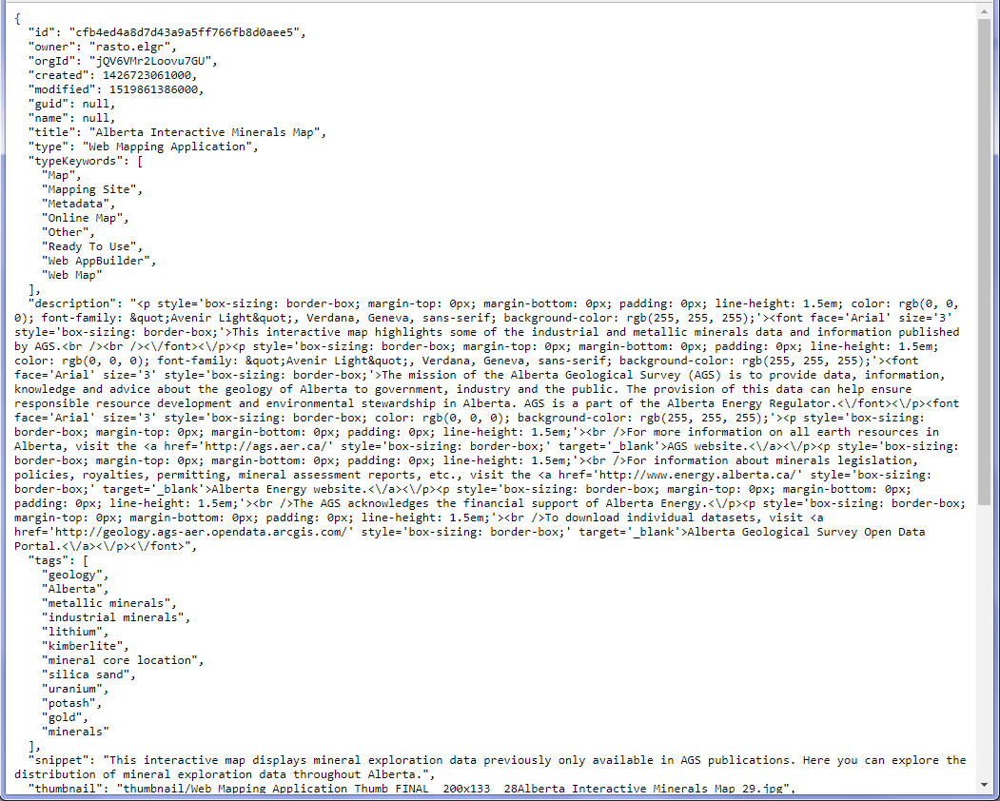 {
  "id": "cfb4ed4a8d7d43a9a5ff766fb8d0aee5",
  "owner": "rasto.elgr",
  "orgId": "jQV6VMr2Loovu7GU",
  "created": 1426723061000,
  "modified": 1519861386000,
  "guid": null,
  "name": null,
  "title": "Alberta Interactive Minerals Map",
  "type": "Web Mapping Application",
  "typeKeywords": [
    "Map",
    "Mapping Site",
    "Metadata",
    "Online Map",
    "Other",
    "Ready To Use",
    "Web AppBuilder",
    "Web Map"
  ],
  "description": "<p style='box-sizing: border-box; margin-top: 0px; margin-bottom: 0px; padding: 0px; line-height: 1.5em; color: rgb(0, 0,
0); font-family: &quot;Avenir Light&quot;, Verdana, Geneva, sans-serif; background-color: rgb(255, 255, 255);'><font face='Arial' size='3'
style='box-sizing: border-box;'>This interactive map highlights some of the industrial and metallic minerals data and information published
by AGS.<br /><br /><\/font><\/p><p style='box-sizing: border-box; margin-top: 0px; margin-bottom: 0px; padding: 0px; line-height: 1.5em;
color: rgb(0, 0, 0); font-family: &quot;Avenir Light&quot;, Verdana, Geneva, sans-serif; background-color: rgb(255, 255, 255);'><font
face='Arial' size='3' style='box-sizing: border-box;'>The mission of the Alberta Geological Survey (AGS) is to provide data, information,
knowledge and advice about the geology of Alberta to government, industry and the public. The provision of this data can help ensure
responsible resource development and environmental stewardship in Alberta. AGS is a part of the Alberta Energy Regulator.<\/font><\/p><font
face='Arial' size='3' style='box-sizing: border-box; color: rgb(0, 0, 0); background-color: rgb(255, 255, 255);'><p style='box-sizing:
border-box; margin-top: 0px; margin-bottom: 0px; padding: 0px; line-height: 1.5em;'><br />For more information on all earth resources in
Alberta, visit the <a href='http://ags.aer.ca/' style='box-sizing: border-box;' target='_blank'>AGS website.<\/a><\/p><p style='box-sizing:
border-box; margin-top: 0px; margin-bottom: 0px; padding: 0px; line-height: 1.5em;'><br />For information about minerals legislation,
policies, royalties, permitting, mineral assessment reports, etc., visit the <a href='http://www.energy.alberta.ca/' style='box-sizing:
border-box;' target='_blank'>Alberta Energy website.<\/a><\/p><p style='box-sizing: border-box; margin-top: 0px; margin-bottom: 0px;
padding: 0px; line-height: 1.5em;'><br />The AGS acknowledges the financial support of Alberta Energy.<\/p><p style='box-sizing: border-box;
margin-top: 0px; margin-bottom: 0px; padding: 0px; line-height: 1.5em;'><br />To download individual datasets, visit <a
href='http://geology.ags-aer.opendata.arcgis.com/' style='box-sizing: border-box;' target='_blank'>Alberta Geological Survey Open Data
Portal.<\/a><\/p><\/font>",
  "tags": [
    "geology",
    "Alberta",
    "metallic minerals",
    "industrial minerals",
    "lithium",
    "kimberlite",
    "mineral core location",
    "silica sand",
    "uranium",
    "potash",
    "gold",
    "minerals"
  ],
  "snippet": "This interactive map displays mineral exploration data previously only available in AGS publications. Here you can explore the
distribution of mineral exploration data throughout Alberta.",
  "thumbnail": "thumbnail/Web_Mapping_Application_Thumb_FINAL__200x133__28Alberta_Interactive_Minerals_Map_29.jpg",